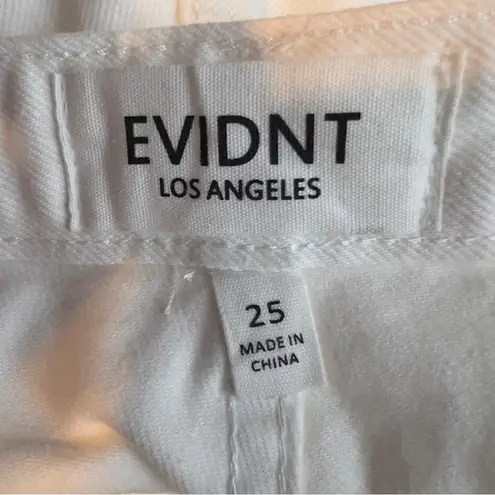 EVIDNT
LOS ANGELES
25
MADE IN
CHINA